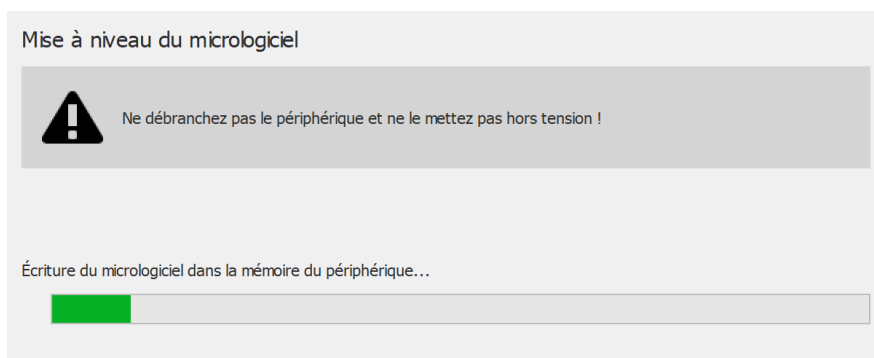 Mise à niveau du micrologiciel
Ne débranchez pas le périphérique et ne le mettez pas hors tension !
Écriture du micrologiciel dans la mémoire du périphérique...